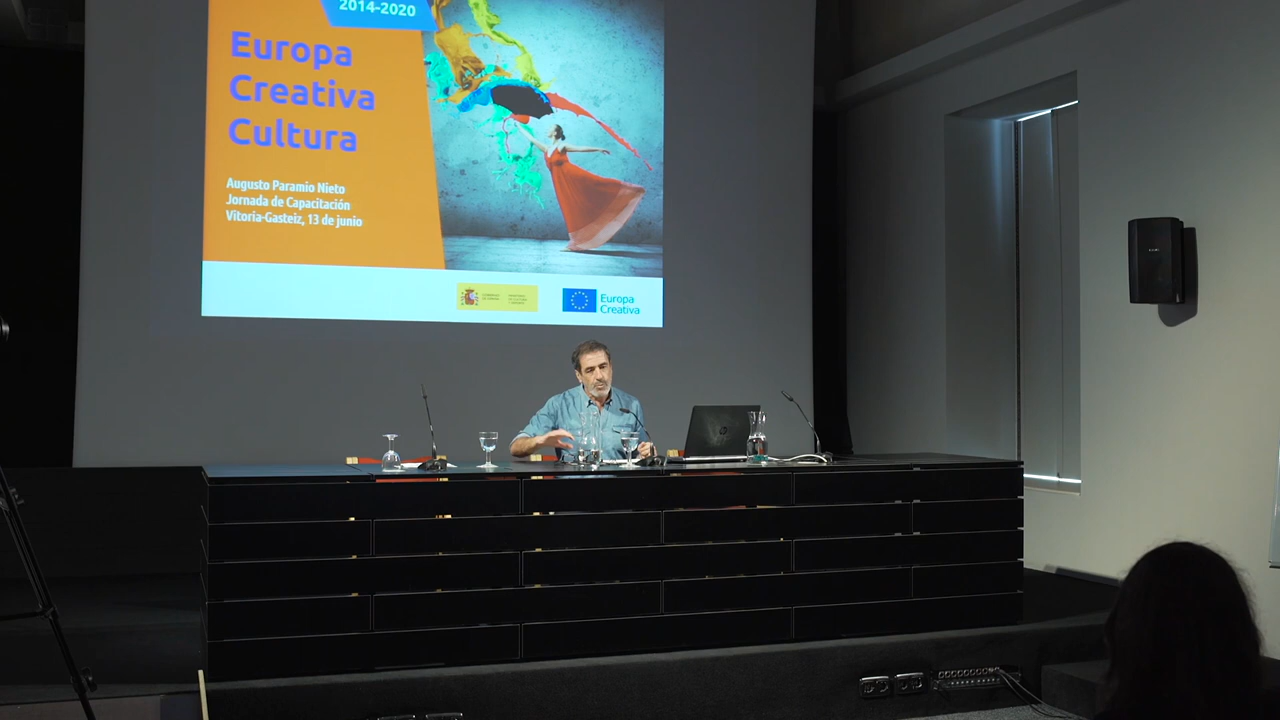 2014-2020
Europa
Creativa
Cultura
Augusto Paramio Nieto
Jornada de Capacitación
Vitoria-Gasteiz, 13 de junio
Europa
Creativa